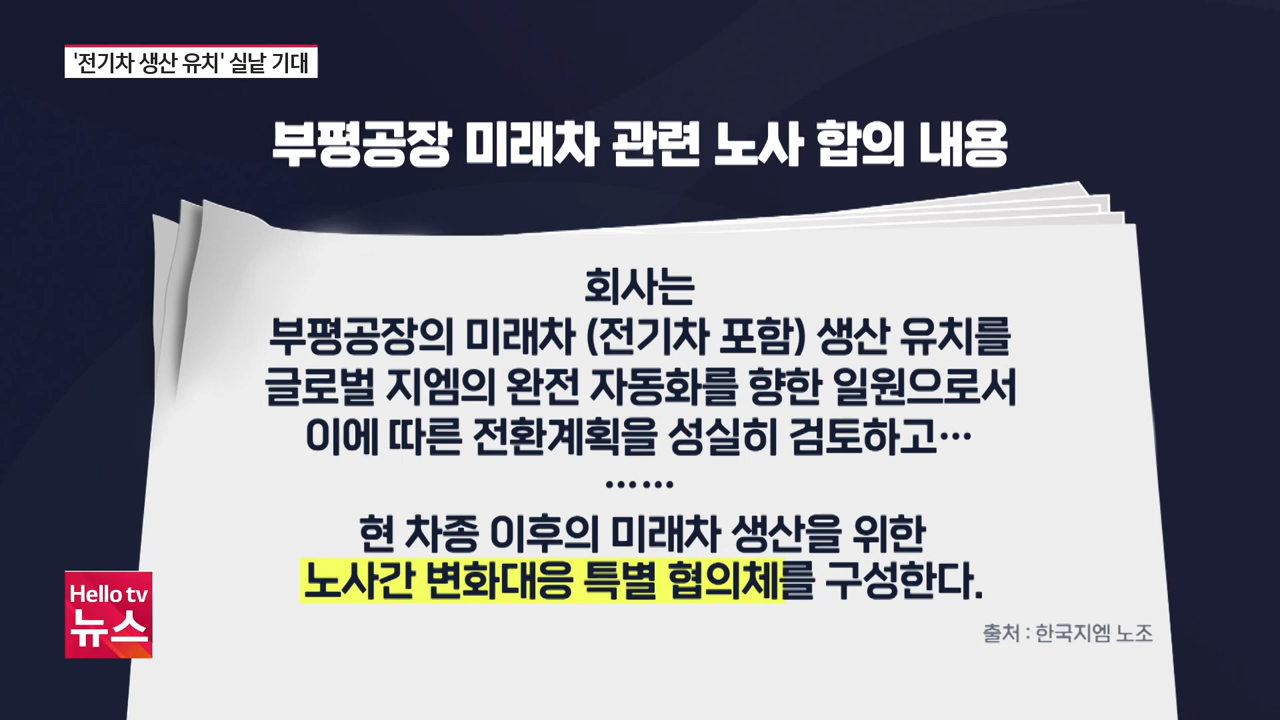 '전기차 생산 유치' 실낱 기대
부평공장 미래차 관련 노사 합의 내용
회사는
부평공장의 미래차 (전기차 포함) 생산 유치를
글로벌 지엠의 완전 자동화를 향한 일원으로서
이에 따른 전환계획을 성실히 검토하고…
……
현 차종 이후의 미래차 생산을 위한
노사간 변화대응 특별 협의체를 구성한다.
출처 : 한국지엠 노조
Hello tv
뉴스